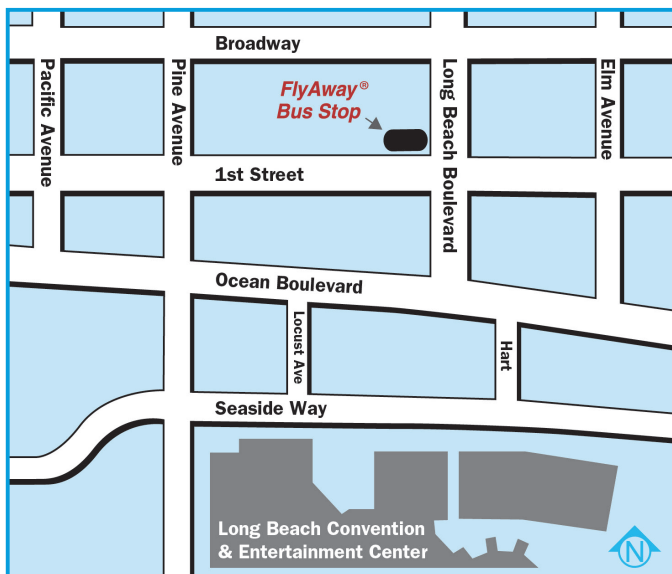 Broadway
Pacific Avenue
Pine Avenue
FlyAway®
Bus Stop
Long Beach Boulevard
Elm Avenue
1st Street
Ocean Boulevard
Locust Ave
Hart
Seaside Way
Long Beach Convention
& Entertainment Center
N